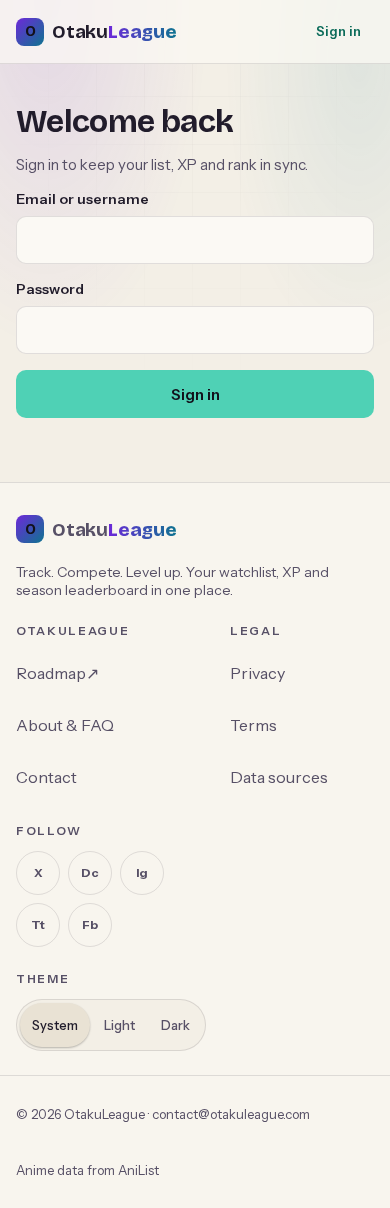 O OtakuLeague Sign in
Welcome back
Sign in to keep your list, XP and rank in sync.
Email or username
Password
Sign in
O OtakuLeague
Track. Compete. Level up. Your watchlist, XP and
season leaderboard in one place.
OTAKULEAGUE
Roadmap↗
About & FAQ
Contact
LEGAL
Privacy
Terms
Data sources
FOLLOW
X Dc Ig
Tt Fb
THEME
System Light Dark
© 2026 OtakuLeague · contact@otakuleague.com
Anime data from AniList